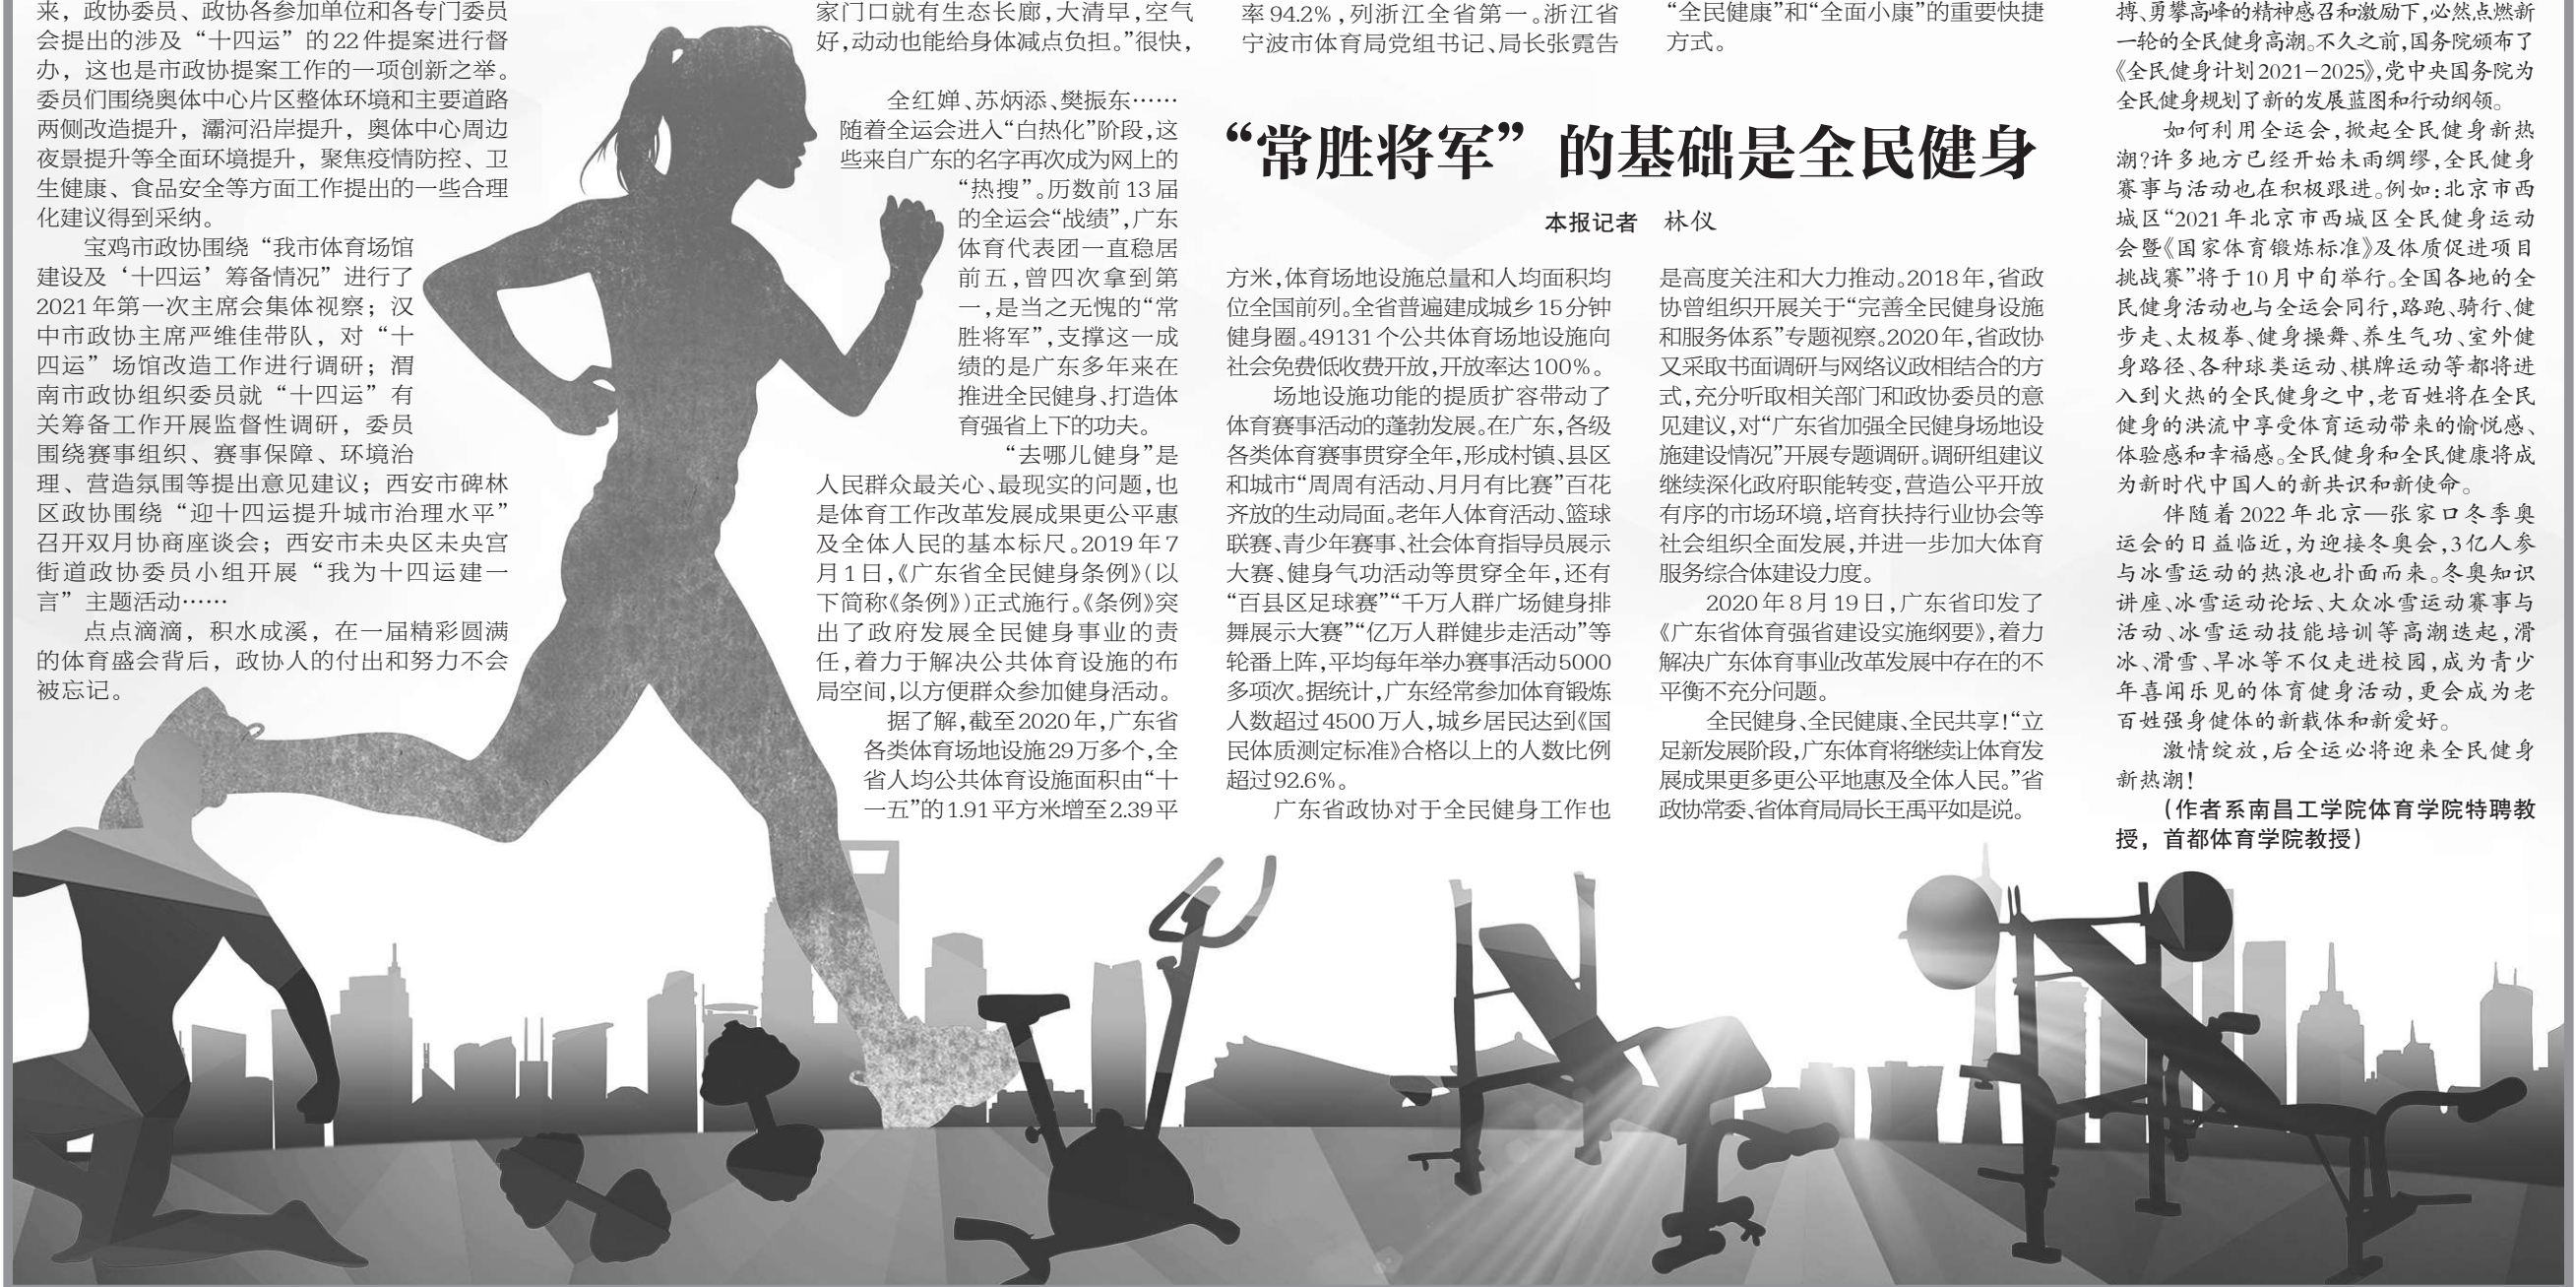 来，政协委员、政协各参加单位和各专门委员
会提出的涉及“十四运”的22件提案进行督
办，这也是市政协提案工作的一项创新之举。
委员们围绕奥体中心片区整体环境和主要道路
两侧改造提升，灞河沿岸提升，奥体中心周边
夜景提升等全面环境提升，聚焦疫情防控、卫
生健康、食品安全等方面工作提出的一些合理
化建议得到采纳。
宝鸡市政协围绕“我市体育场馆
建设及‘十四运’筹备情况”进行了
2021年第一次主席会集体视察；汉
中市政协主席严维佳带队，对“十
四运”场馆改造工作进行调研；渭
南市政协组织委员就“十四运”有
关筹备工作开展监督性调研，委员
围绕赛事组织、赛事保障、环境治
理、营造氛围等提出意见建议；西安市碑林
区政协围绕“迎十四运提升城市治理水平”
召开双月协商座谈会；西安市未央区未央宫
街道政协委员小组开展“我为十四运建一
言”主题活动……
点点滴滴，积水成溪，在一届精彩圆满
的体育盛会背后，政协人的付出和努力不会
被忘记。
家门口就有生态长廊，大清早，空气
好，动动也能给身体减点负担。”很快，
率94.2%，列浙江全省第一。浙江省
宁波市体育局党组书记、局长张霓告
“全民健康”和“全面小康”的重要快捷
方式。
“常胜将军”的基础是全民健身
本报记者 林仪
全红婵、苏炳添、樊振东……
随着全运会进入“白热化”阶段，这
些来自广东的名字再次成为网上的
“热搜”。历数前13届
的全运会“战绩”，广东
体育代表团一直稳居
前五，曾四次拿到第
一，是当之无愧的“常
胜将军”，支撑这一成
绩的是广东多年来在
推进全民健身、打造体
育强省上下的功夫。
“去哪儿健身”是
人民群众最关心、最现实的问题，也
是体育工作改革发展成果更公平惠
及全体人民的基本标尺。2019年7
月1日，《广东省全民健身条例》（以
下简称《条例》）正式施行。《条例》突
出了政府发展全民健身事业的责
任，着力于解决公共体育设施的布
局空间，以方便群众参加健身活动。
据了解，截至2020年，广东省
各类体育场地设施29万多个，全
省人均公共体育设施面积由“十
一五”的1.91平方米增至2.39平
方米，体育场地设施总量和人均面积均
位全国前列。全省普遍建成城乡15分钟
健身圈。49131个公共体育场地设施向
社会免费低收费开放，开放率达100%。
场地设施功能的提质扩容带动了
体育赛事活动的蓬勃发展。在广东，各级
各类体育赛事贯穿全年，形成村镇、县区
和城市“周周有活动、月月有比赛”百花
齐放的生动局面。老年人体育活动、篮球
联赛、青少年赛事、社会体育指导员展示
大赛、健身气功活动等贯穿全年，还有
“百县区足球赛”“千万人群广场健身排
舞展示大赛”“亿万人群健步走活动”等
轮番上阵，平均每年举办赛事活动5000
多项次。据统计，广东经常参加体育锻炼
人数超过4500万人，城乡居民达到《国
民体质测定标准》合格以上的人数比例
超过92.6%。
广东省政协对于全民健身工作也
是高度关注和大力推动。2018年，省政
协曾组织开展关于“完善全民健身设施
和服务体系”专题视察。2020年，省政协
又采取书面调研与网络议政相结合的方
式，充分听取相关部门和政协委员的意
见建议，对“广东省加强全民健身场地设
施建设情况”开展专题调研。调研组建议
继续深化政府职能转变，营造公平开放
有序的市场环境，培育扶持行业协会等
社会组织全面发展，并进一步加大体育
服务综合体建设力度。
2020年8月19日，广东省印发了
《广东省体育强省建设实施纲要》，着力
解决广东体育事业改革发展中存在的不
平衡不充分问题。
全民健身、全民健康、全民共享！“立
足新发展阶段，广东体育将继续让体育发
展成果更多更公平地惠及全体人民。”省
政协常委、省体育局局长王禹平如是说。
搏、勇攀高峰的精神感召和激励下，必然点燃新
一轮的全民健身高潮。不久之前，国务院颁布了
《全民健身计划2021-2025》，党中央国务院为
全民健身规划了新的发展蓝图和行动纲领。
如何利用全运会，掀起全民健身新热
潮？许多地方已经开始未雨绸缪，全民健身
赛事与活动也在积极跟进。例如：北京市西
城区“2021年北京市西城区全民健身运动
会暨《国家体育锻炼标准》及体质促进项目
挑战赛”将于10月中旬举行。全国各地的全
民健身活动也与全运会同行，路跑、骑行、健
步走、太极拳、健身操舞、养生气功、室外健
身路径、各种球类运动、棋牌运动等都将进
入到火热的全民健身之中，老百姓将在全民
健身的洪流中享受体育运动带来的愉悦感、
体验感和幸福感。全民健身和全民健康将成
为新时代中国人的新共识和新使命。
伴随着2022年北京—张家口冬季奥
运会的日益临近，为迎接冬奥会，3亿人参
与冰雪运动的热浪也扑面而来。冬奥知识
讲座、冰雪运动论坛、大众冰雪运动赛事与
活动、冰雪运动技能培训等高潮迭起，滑
冰、滑雪、旱冰等不仅走进校园，成为青少
年喜闻乐见的体育健身活动，更会成为老
百姓强身健体的新载体和新爱好。
激情绽放，后全运必将迎来全民健身
新热潮！
（作者系南昌工学院体育学院特聘教
授，首都体育学院教授）